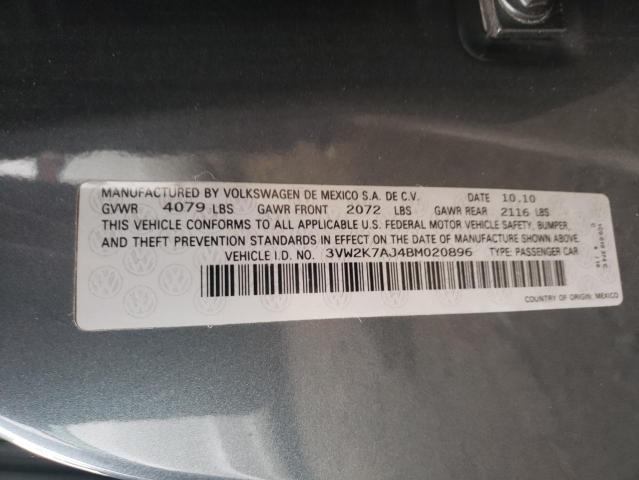 MANUFACTURED BY VOLKSWAGEN DE MEXICO S.A. DE C.V. DATE 10.10
GVWR 4079 LBS GAWR FRONT 2072 LBS GAWR REAR 2116 LBS
THIS VEHICLE CONFORMS TO ALL APPLICABLE U.S. FEDERAL MOTOR VEHICLE SAFETY, BUMPER,
AND THEFT PREVENTION STANDARDS IN EFFECT ON THE DATE OF MANUFACTURE SHOWN ABOVE.
VEHICLE I.D. NO. 3VW2K7AJ4BM020896 TYPE: PASSENGER CAR
COUNTRY OF ORIGIN: MEXICO